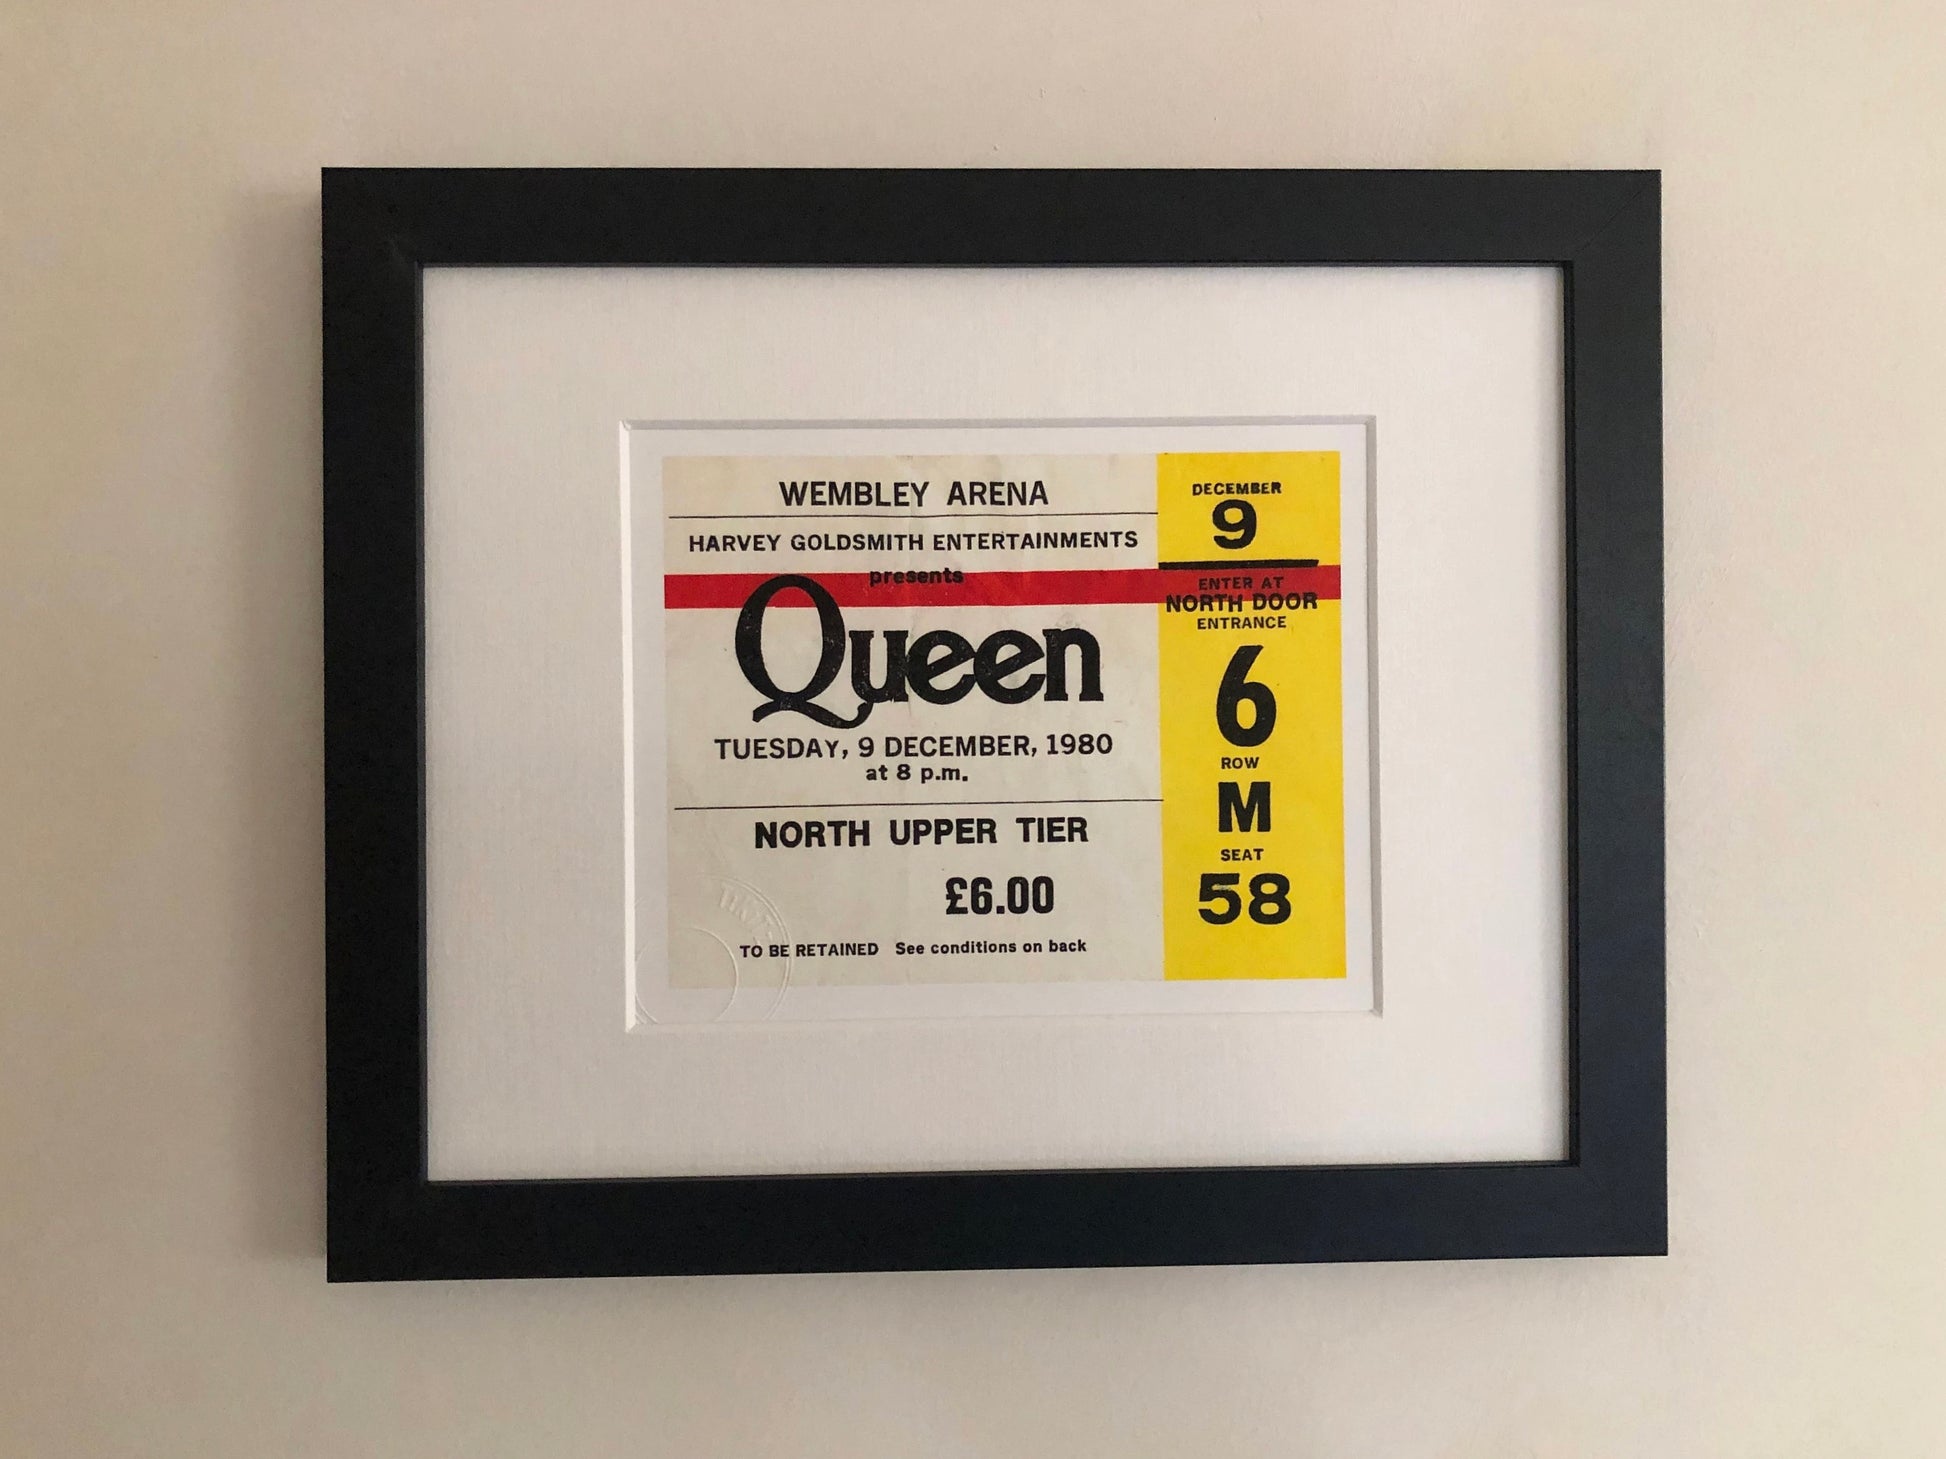 WEMBLEY ARENA
HARVEY GOLDSMITH ENTERTAINMENTS
presents
Queen
TUESDAY, 9 DECEMBER, 1980
at 8 p.m.
NORTH UPPER TIER
£6.00
TO BE RETAINED See conditions on back
DECEMBER
9
ENTER AT
NORTH DOOR
ENTRANCE
6
ROW
M
SEAT
58